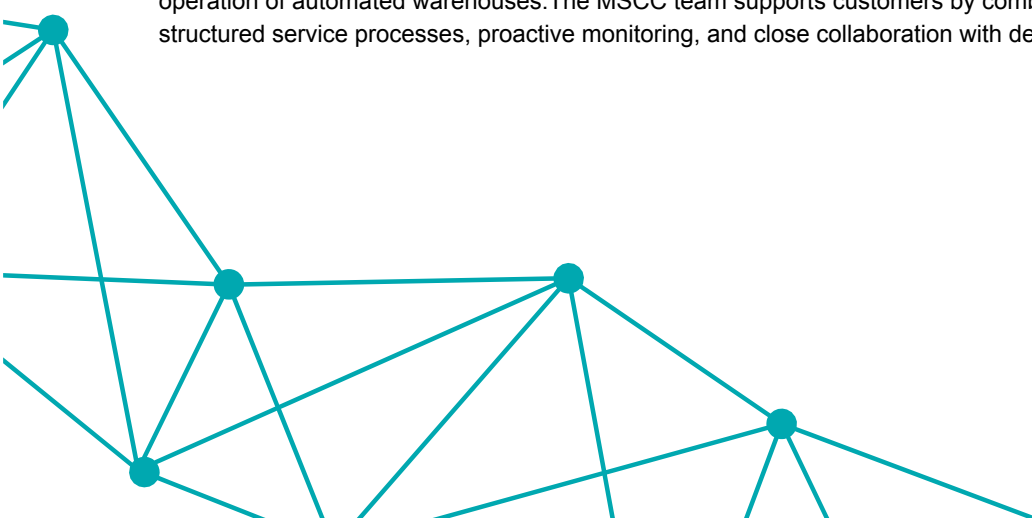 operation of automated warehouses.The MSCC team supports customers by
structured service processes, proactive monitoring, and close collaboration with